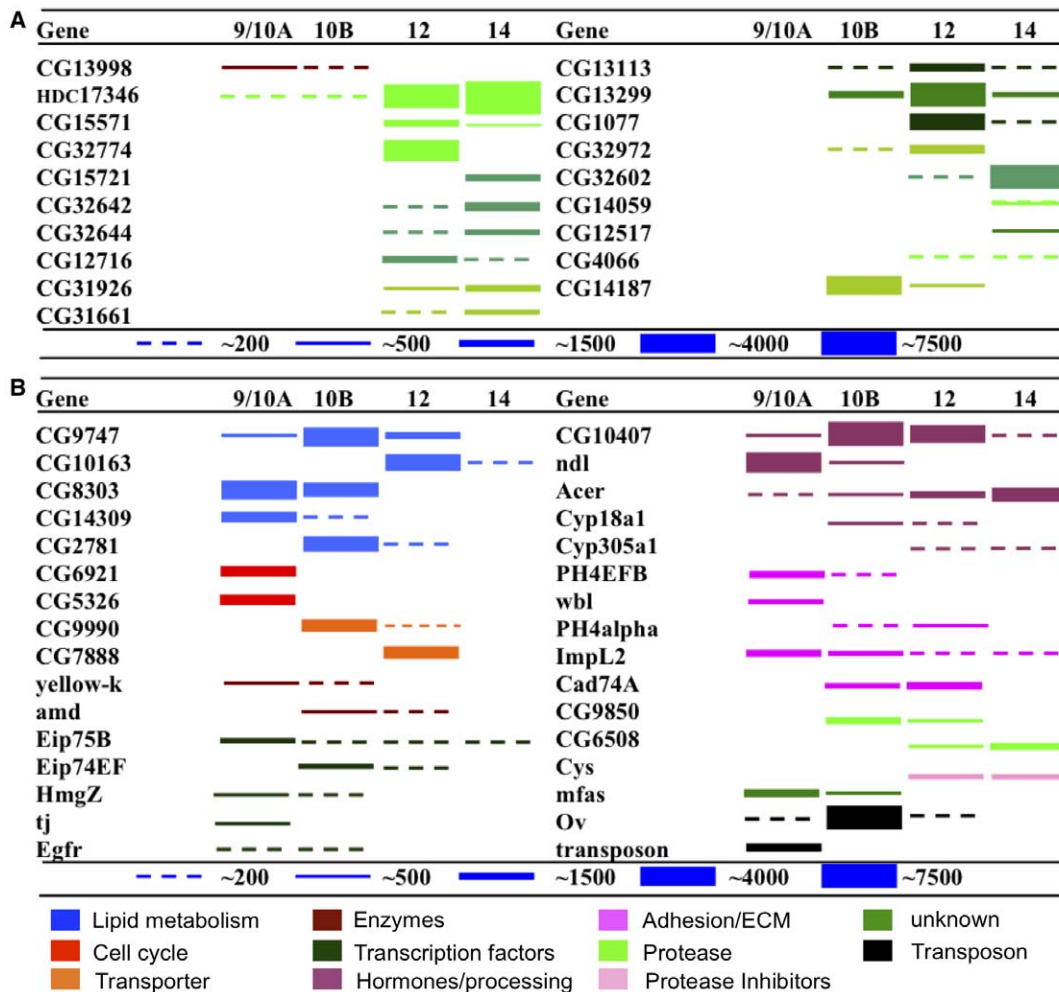 A
Gene 9/10A 10B 12 14 Gene 9/10A 10B 12 14
CG13998 CG13113
HDC17346 CG13299
CG15571 CG1077
CG32774 CG32972
CG15721 CG32602
CG32642 CG14059
CG32644 CG12517
CG12716 CG4066
CG31926 CG14187
CG31661
~200 ~500 ~1500 ~4000 ~7500
B
Gene 9/10A 10B 12 14 Gene 9/10A 10B 12 14
CG9747 CG10407
CG10163 ndl
CG8303 Acer
CG14309 Cyp18a1
CG2781 Cyp305a1
CG6921 PH4EFB
CG5326 wbl
CG9990 PH4alpha
CG7888 ImpL2
yellow-k Cad74A
amd CG9850
Eip75B CG6508
Eip74EF Cys
HmgZ mfas
tj Ov
Egfr transposon
~200 ~500 ~1500 ~4000 ~7500
Lipid metabolism Enzymes Adhesion/ECM unknown
Cell cycle Transcription factors Protease Transposon
Transporter Hormones/processing Protease Inhibitors